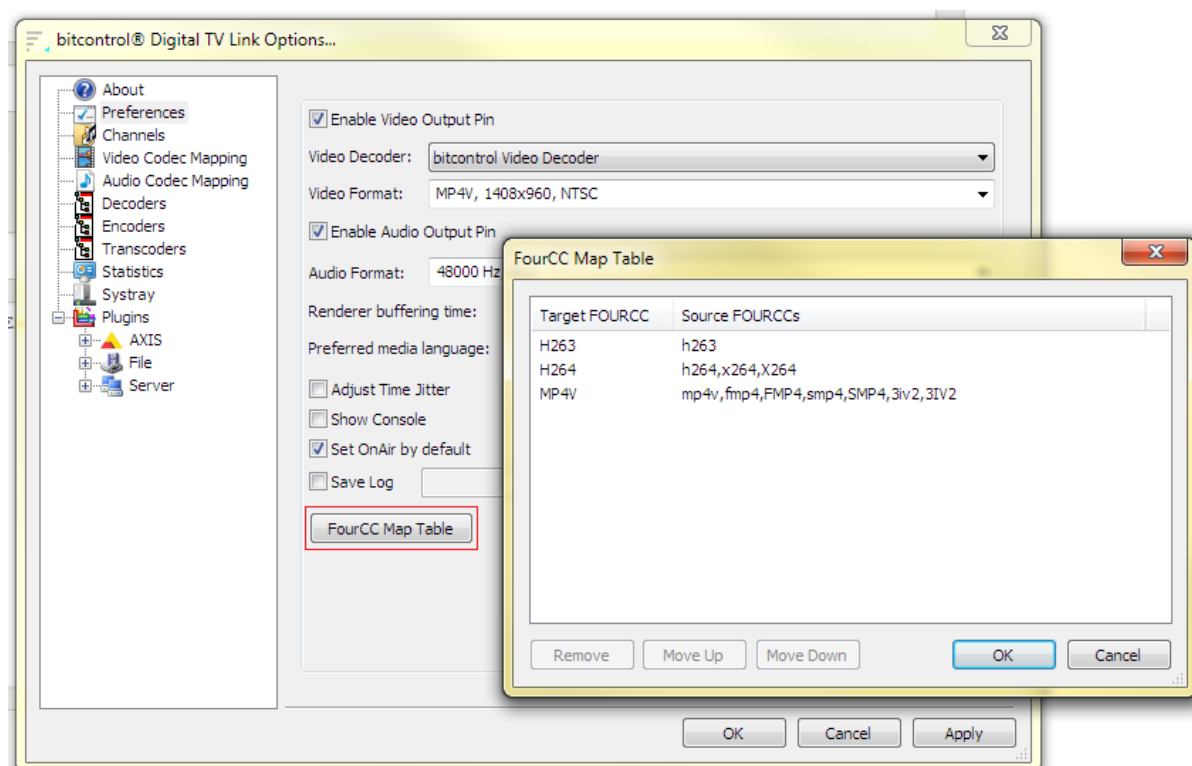 bitcontrol® Digital TV Link Options...
About
Preferences
Channels
Video Codec Mapping
Audio Codec Mapping
Decoders
Encoders
Transcoders
Statistics
Systray
Plugins
AXIS
File
Server
Enable Video Output Pin
Video Decoder: bitcontrol Video Decoder
Video Format: MP4V, 1408x960, NTSC
Enable Audio Output Pin
Audio Format: 48000 Hz
Renderer buffering time:
Preferred media language:
Adjust Time Jitter
Show Console
Set OnAir by default
Save Log
FourCC Map Table
OK Cancel Apply
FourCC Map Table
Target FOURCC Source FOURCCs
H263 h263
H264 h264,x264,X264
MP4V mp4v,fmp4,FMP4,smp4,SMP4,3iv2,3IV2
Remove Move Up Move Down OK Cancel